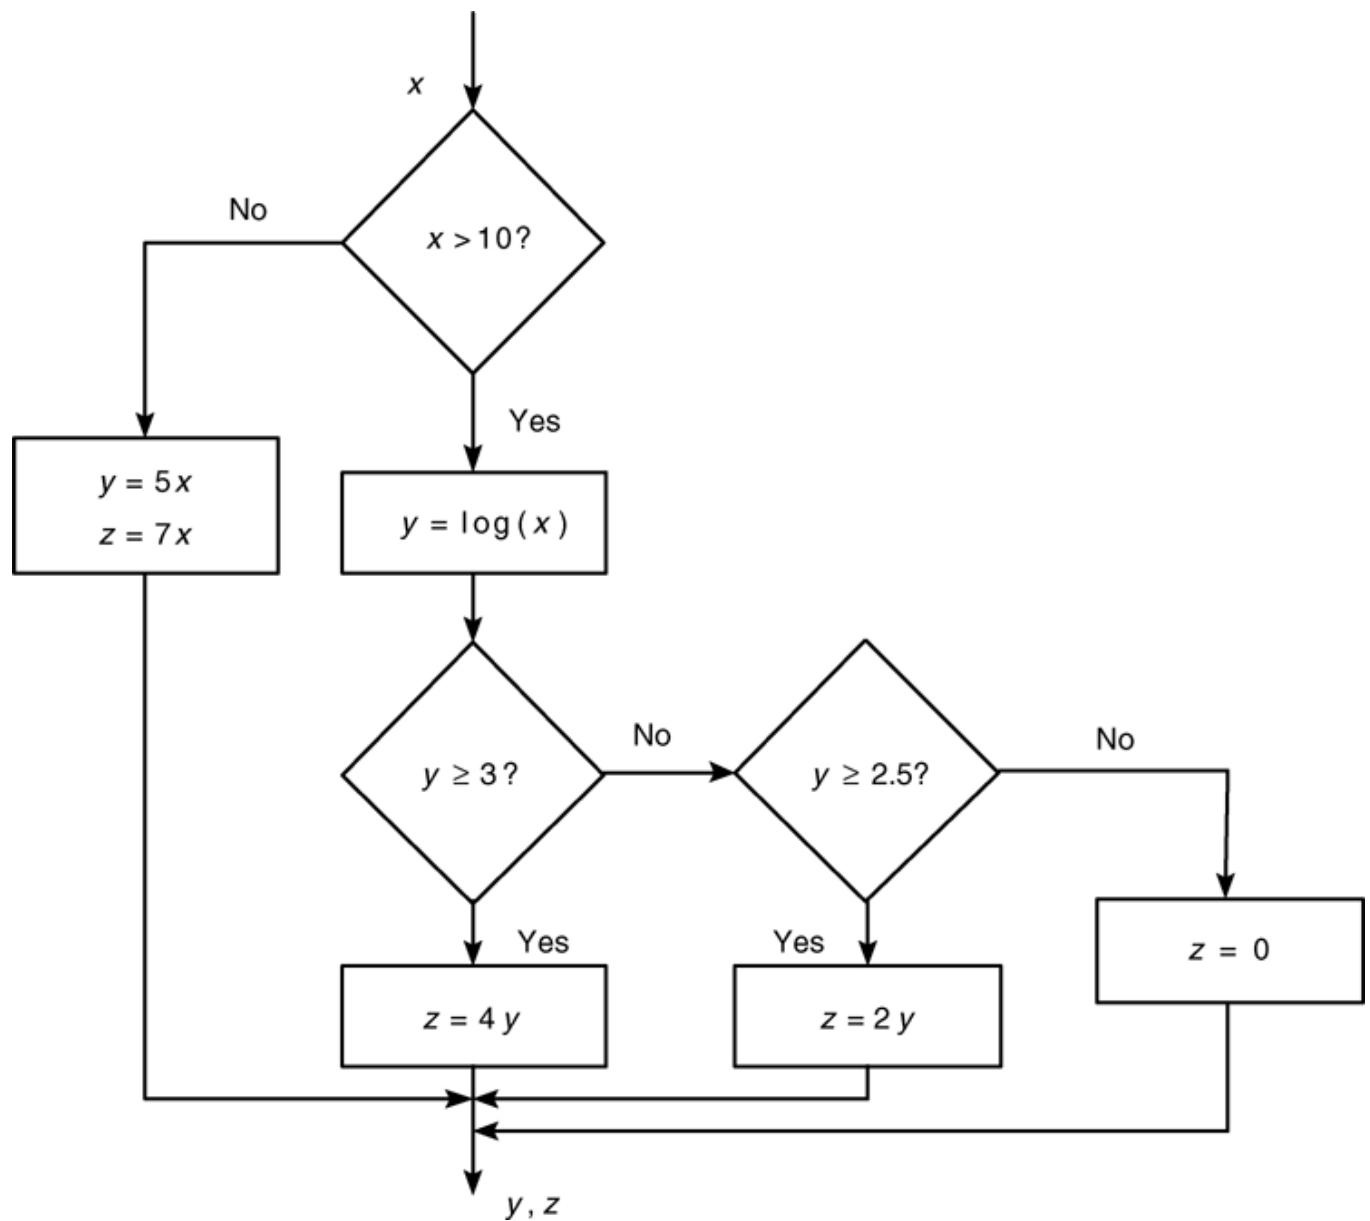 x
x > 10?
No
Yes
y = 5x
z = 7x
y = log(x)
y ≥ 3?
No
y ≥ 2.5?
No
Yes
Yes
z = 4y
z = 2y
z = 0
y, z